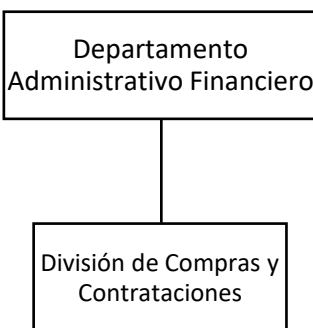 Departamento
Administrativo Financiero
División de Compras y
Contrataciones